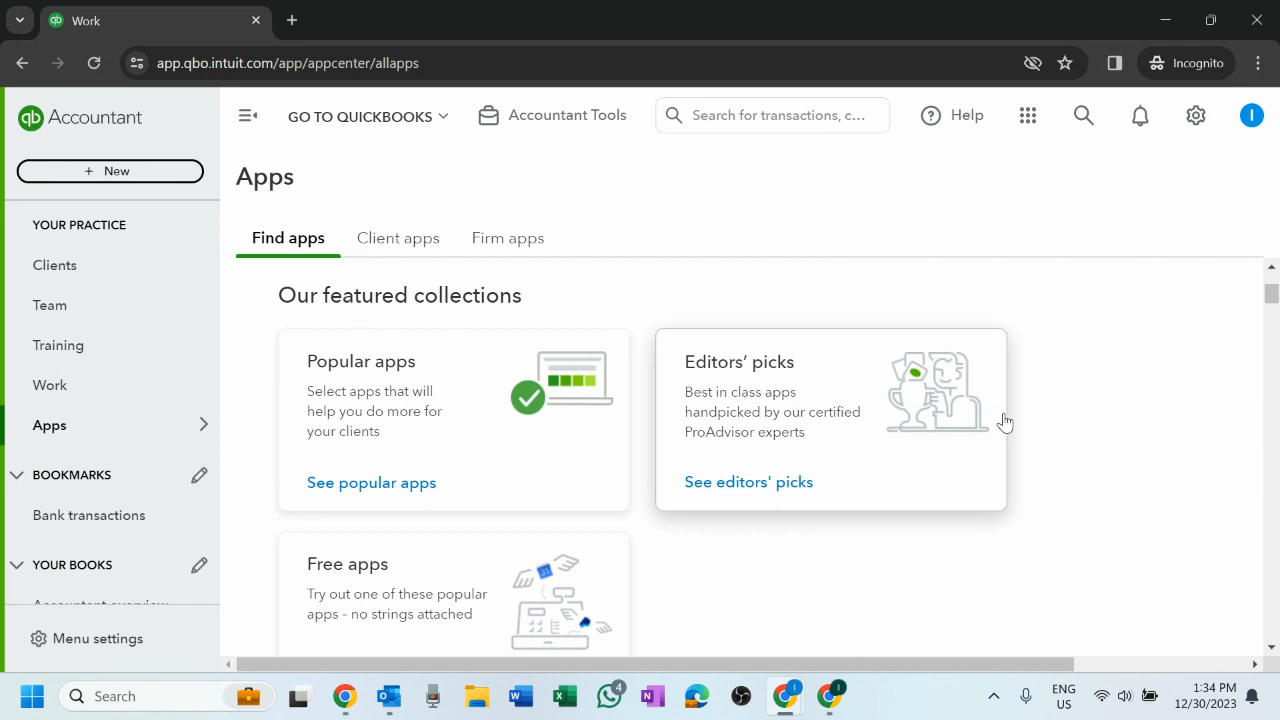 Work
app.qbo.intuit.com/app/appcenter/allapps
Incognito
qb Accountant
GO TO QUICKBOOKS
Accountant Tools
Search for transactions, c...
Help
I
+ New
Apps
YOUR PRACTICE
Find apps
Client apps
Firm apps
Clients
Team
Training
Work
Apps
BOOKMARKS
Bank transactions
YOUR BOOKS
Accountant overview
Menu settings
Our featured collections
Popular apps
Select apps that will
help you do more for
your clients
See popular apps
Editors’ picks
Best in class apps
handpicked by our certified
ProAdvisor experts
See editors' picks
Free apps
Try out one of these popular
apps – no strings attached
31
Search
4
I
I
ENG
US
1:34 PM
12/30/2023